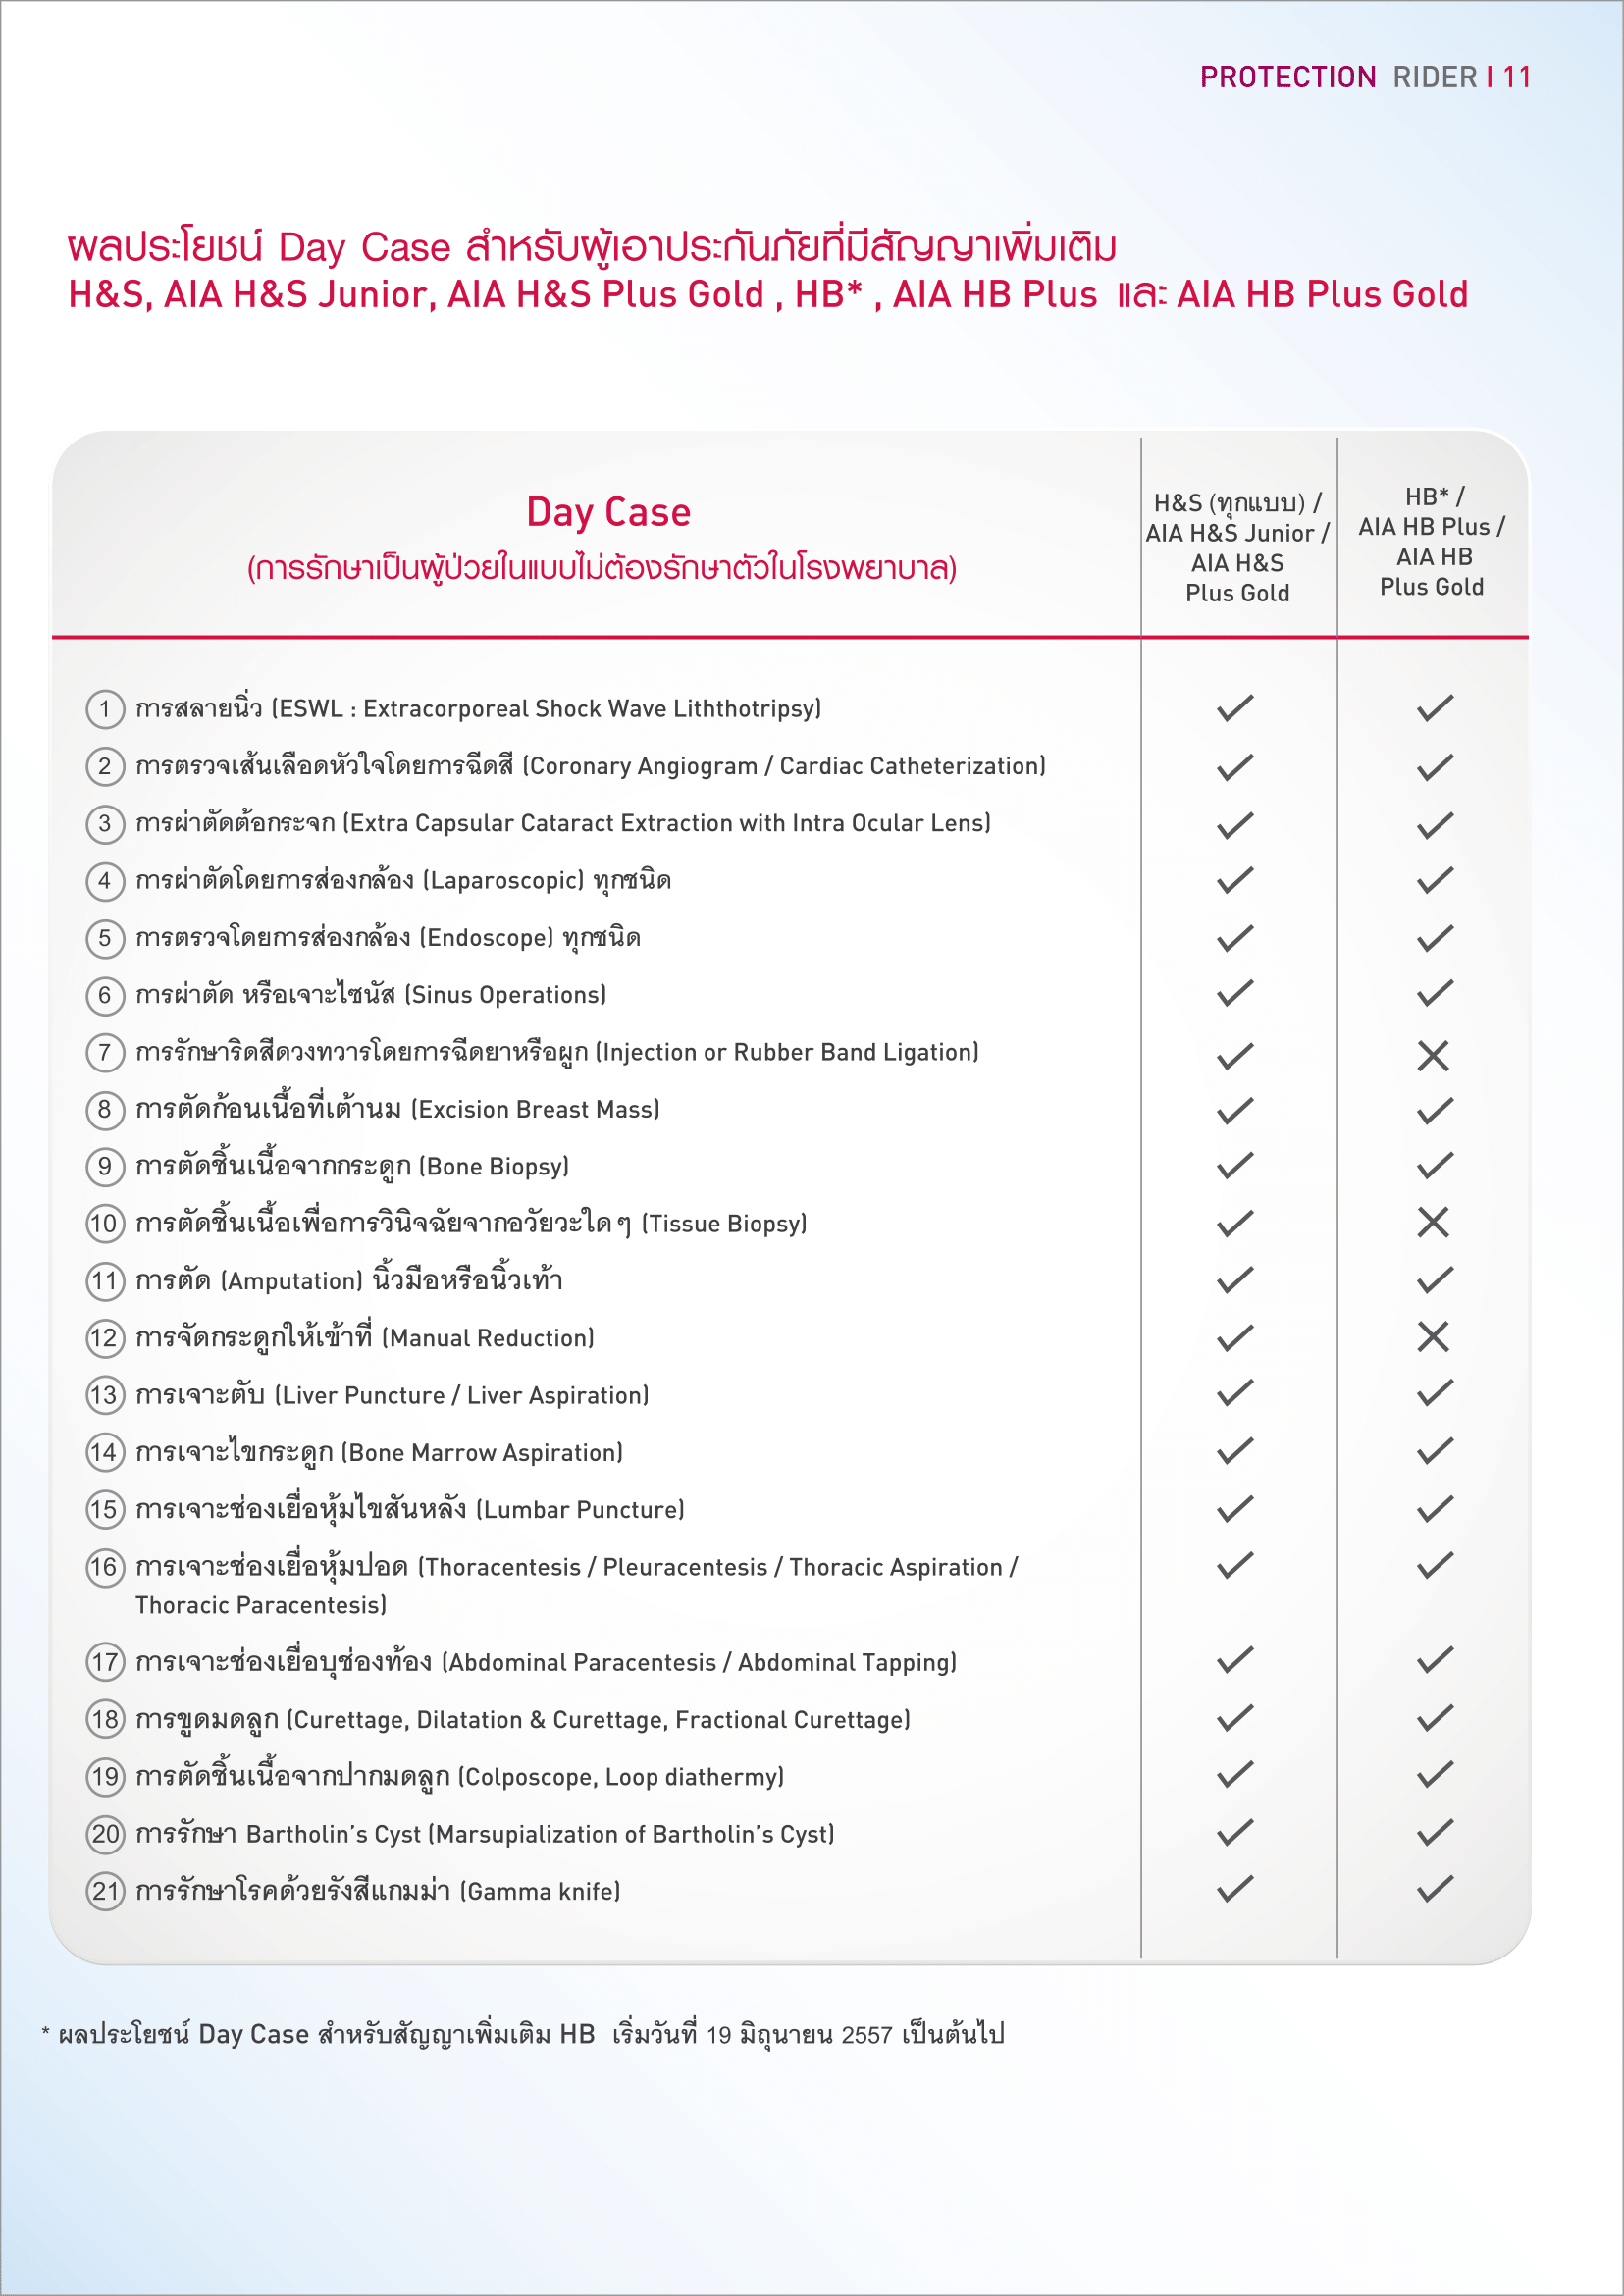 PROTECTION RIDER | 11
ผลประโยชน์ Day Case สำหรับผู้เอาประกันภัยที่มีสัญญาเพิ่มเติม
H&S, AIA H&S Junior, AIA H&S Plus Gold , HB* , AIA HB Plus และ AIA HB Plus Gold
Day Case
(การรักษาเป็นผู้ป่วยในแบบไม่ต้องรักษาตัวในโรงพยาบาล)
H&S (ทุกแบบ) /
AIA H&S Junior /
AIA H&S
Plus Gold
HB* /
AIA HB Plus /
AIA HB
Plus Gold
1 การสลายนิ่ว (ESWL : Extracorporeal Shock Wave Liththotripsy) ✓ ✓
2 การตรวจเส้นเลือดหัวใจโดยการฉีดสี (Coronary Angiogram / Cardiac Catheterization) ✓ ✓
3 การผ่าตัดต้อกระจก (Extra Capsular Cataract Extraction with Intra Ocular Lens) ✓ ✓
4 การผ่าตัดโดยการส่องกล้อง (Laparoscopic) ทุกชนิด ✓ ✓
5 การตรวจโดยการส่องกล้อง (Endoscope) ทุกชนิด ✓ ✓
6 การผ่าตัด หรือเจาะไซนัส (Sinus Operations) ✓ ✓
7 การรักษาริดสีดวงทวารโดยการฉีดยาหรือผูก (Injection or Rubber Band Ligation) ✓ ✕
8 การตัดก้อนเนื้อที่เต้านม (Excision Breast Mass) ✓ ✓
9 การตัดชิ้นเนื้อจากกระดูก (Bone Biopsy) ✓ ✓
10 การตัดชิ้นเนื้อเพื่อการวินิจฉัยจากอวัยวะใดๆ (Tissue Biopsy) ✓ ✕
11 การตัด (Amputation) นิ้วมือหรือนิ้วเท้า ✓ ✓
12 การจัดกระดูกให้เข้าที่ (Manual Reduction) ✓ ✕
13 การเจาะตับ (Liver Puncture / Liver Aspiration) ✓ ✓
14 การเจาะไขกระดูก (Bone Marrow Aspiration) ✓ ✓
15 การเจาะช่องเยื่อหุ้มไขสันหลัง (Lumbar Puncture) ✓ ✓
16 การเจาะช่องเยื่อหุ้มปอด (Thoracentesis / Pleuracentesis / Thoracic Aspiration / ✓ ✓
Thoracic Paracentesis)
17 การเจาะช่องเยื่อบุช่องท้อง (Abdominal Paracentesis / Abdominal Tapping) ✓ ✓
18 การขูดมดลูก (Curettage, Dilatation & Curettage, Fractional Curettage) ✓ ✓
19 การตัดชิ้นเนื้อจากปากมดลูก (Colposcope, Loop diathermy) ✓ ✓
20 การรักษา Bartholin's Cyst (Marsupialization of Bartholin's Cyst) ✓ ✓
21 การรักษาโรคด้วยรังสีแกมม่า (Gamma knife) ✓ ✓
* ผลประโยชน์ Day Case สำหรับสัญญาเพิ่มเติม HB เริ่มวันที่ 19 มิถุนายน 2557 เป็นต้นไป